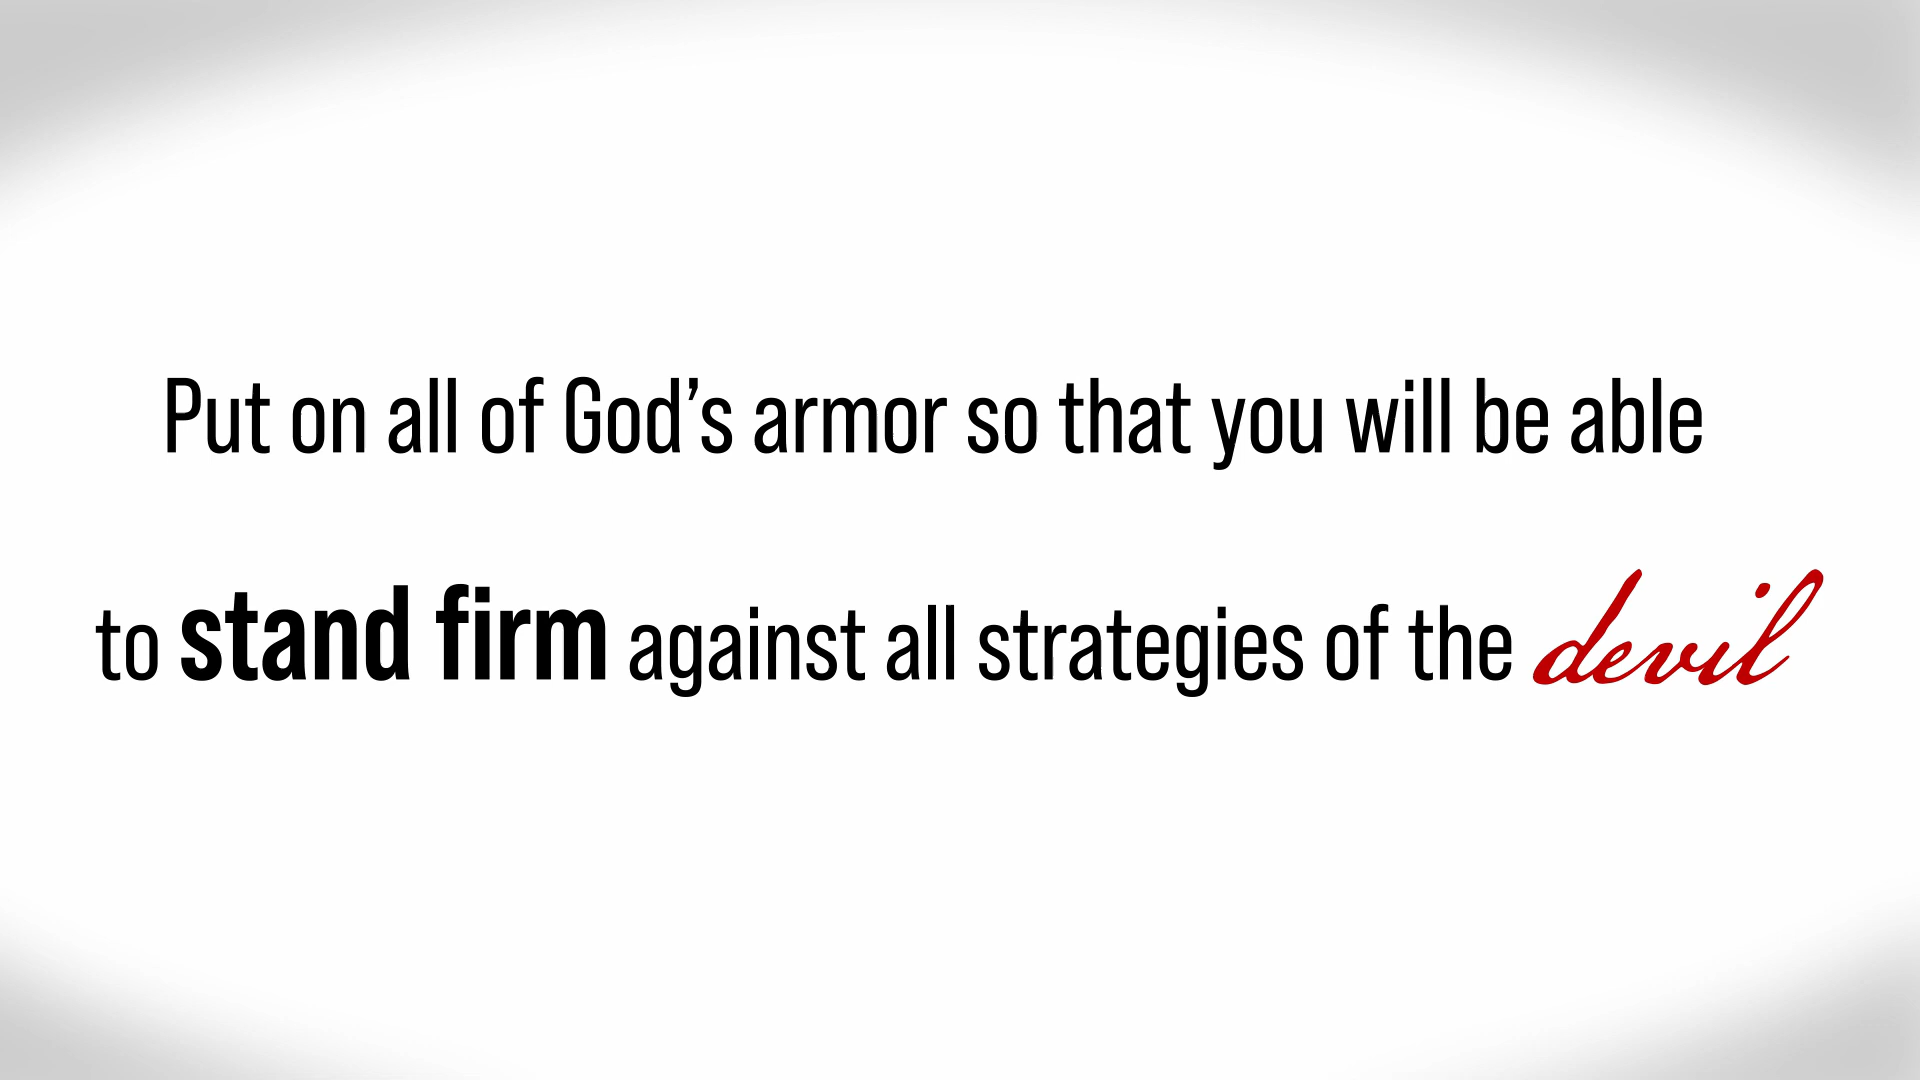 Put on all of God’s armor so that you will be able
to stand firm against all strategies of the devil